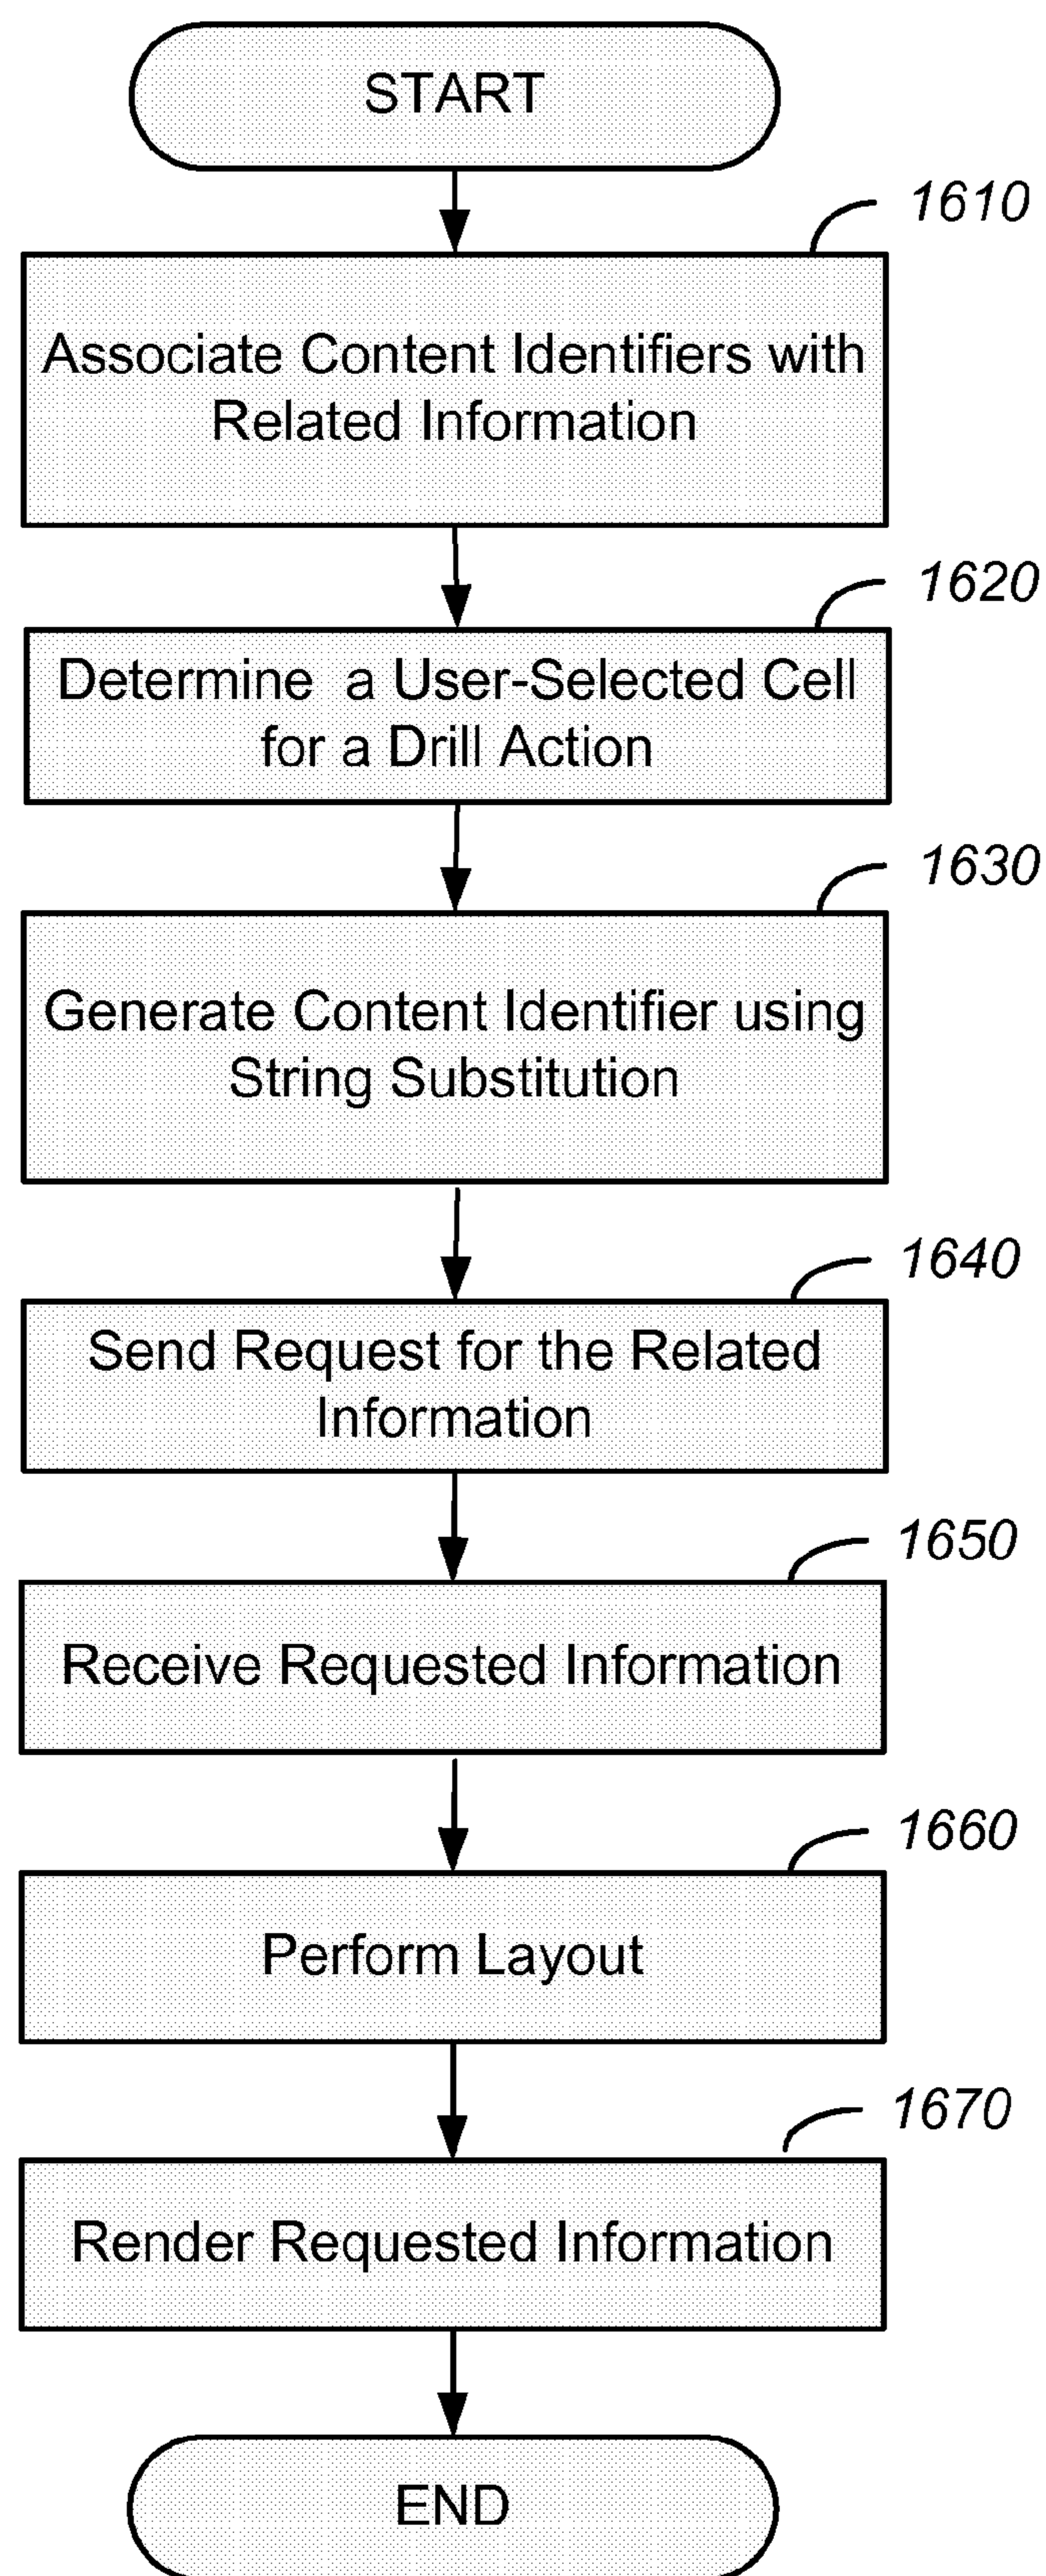 START
1610
Associate Content Identifiers with
Related Information
1620
Determine a User-Selected Cell
for a Drill Action
1630
Generate Content Identifier using
String Substitution
1640
Send Request for the Related
Information
1650
Receive Requested Information
1660
Perform Layout
1670
Render Requested Information
END